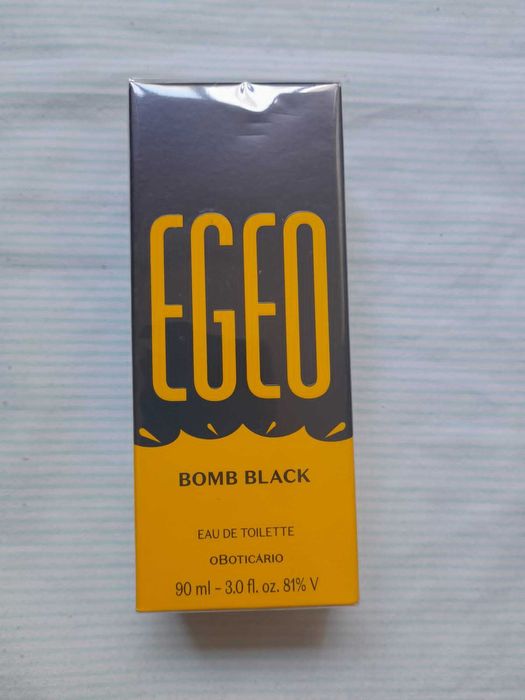 EGEO
BOMB BLACK
EAU DE TOILETTE
oBOTICÁRIO
90 ml - 3.0 fl. oz. 81% V